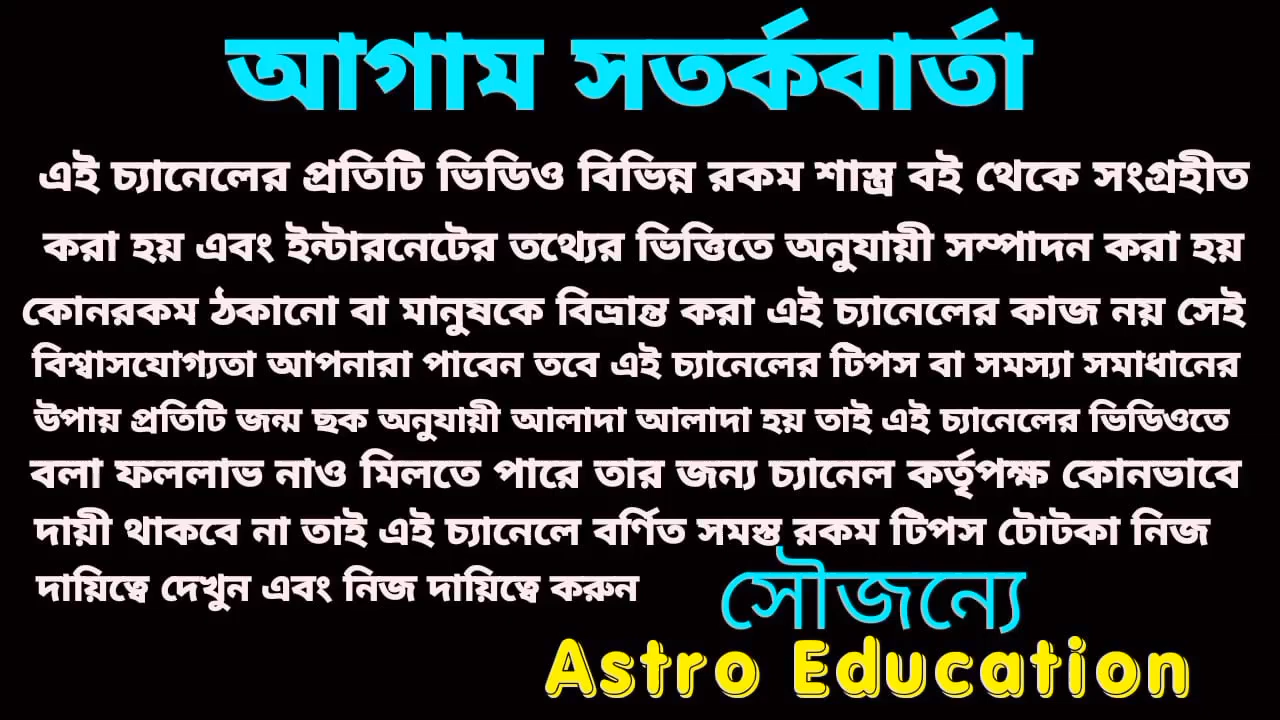 আগাম সতর্কবার্তা
এই চ্যানেলের প্রতিটি ভিডিও বিভিন্ন রকম শাস্ত্র বই থেকে সংগ্রহীত
করা হয় এবং ইন্টারনেটের তথ্যের ভিত্তিতে অনুযায়ী সম্পাদন করা হয়
কোনরকম ঠকানো বা মানুষকে বিভ্রান্ত করা এই চ্যানেলের কাজ নয় সেই
বিশ্বাসযোগ্যতা আপনারা পাবেন তবে এই চ্যানেলের টিপস বা সমস্যা সমাধানের
উপায় প্রতিটি জন্ম ছক অনুযায়ী আলাদা আলাদা হয় তাই এই চ্যানেলের ভিডিওতে
বলা ফললাভ নাও মিলতে পারে তার জন্য চ্যানেল কর্তৃপক্ষ কোনভাবে
দায়ী থাকবে না তাই এই চ্যানেলে বর্ণিত সমস্ত রকম টিপস টোটকা নিজ
দায়িত্বে দেখুন এবং নিজ দায়িত্বে করুন
সৌজন্যে
Astro Education